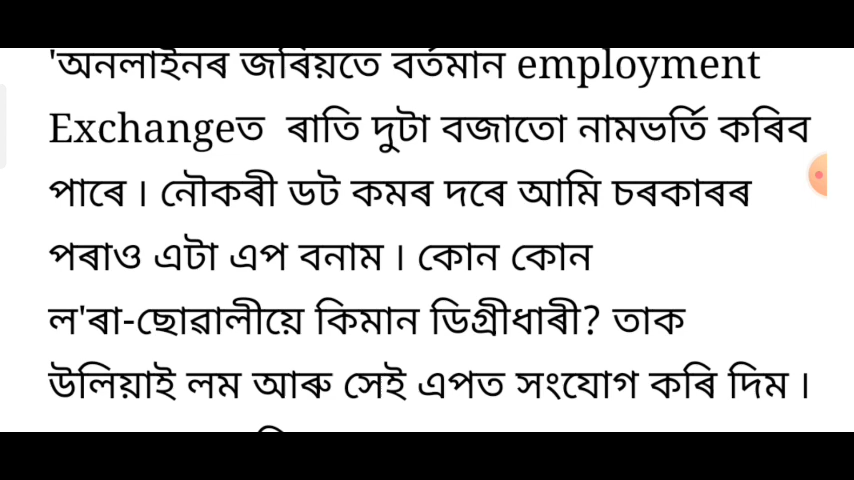 'অনলাইনৰ জৰিয়তে বৰ্তমান employment
Exchangeত ৰাতি দুটা বজাতো নামভৰ্তি কৰিব
পাৰে । নৌকৰী ডট কমৰ দৰে আমি চৰকাৰৰ
পৰাও এটা এপ বনাম । কোন কোন
ল'ৰা-ছোৱালীয়ে কিমান ডিগ্ৰীধাৰী? তাক
উলিয়াই লম আৰু সেই এপত সংযোগ কৰি দিম ।